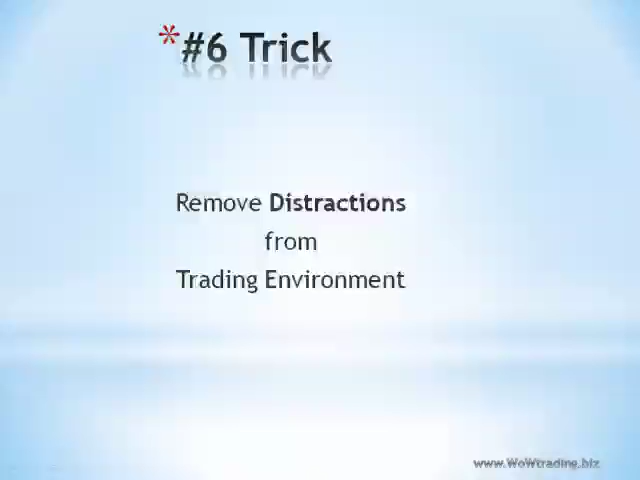 *#6 Trick
Remove Distractions
from
Trading Environment
www.WoWtrading.biz